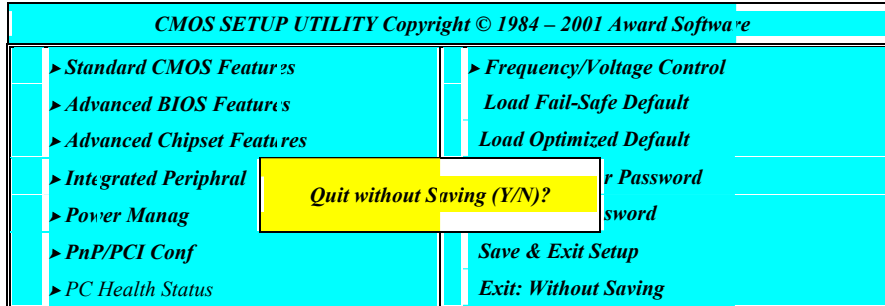 CMOS SETUP UTILITY Copyright © 1984 – 2001 Award Software
► Standard CMOS Features
► Advanced BIOS Features
► Advanced Chipset Features
► Integrated Periphral
► Power Manag
► PnP/PCI Conf
► PC Health Status
► Frequency/Voltage Control
Load Fail-Safe Default
Load Optimized Default
r Password
sword
Save & Exit Setup
Exit: Without Saving
Quit without Saving (Y/N)?